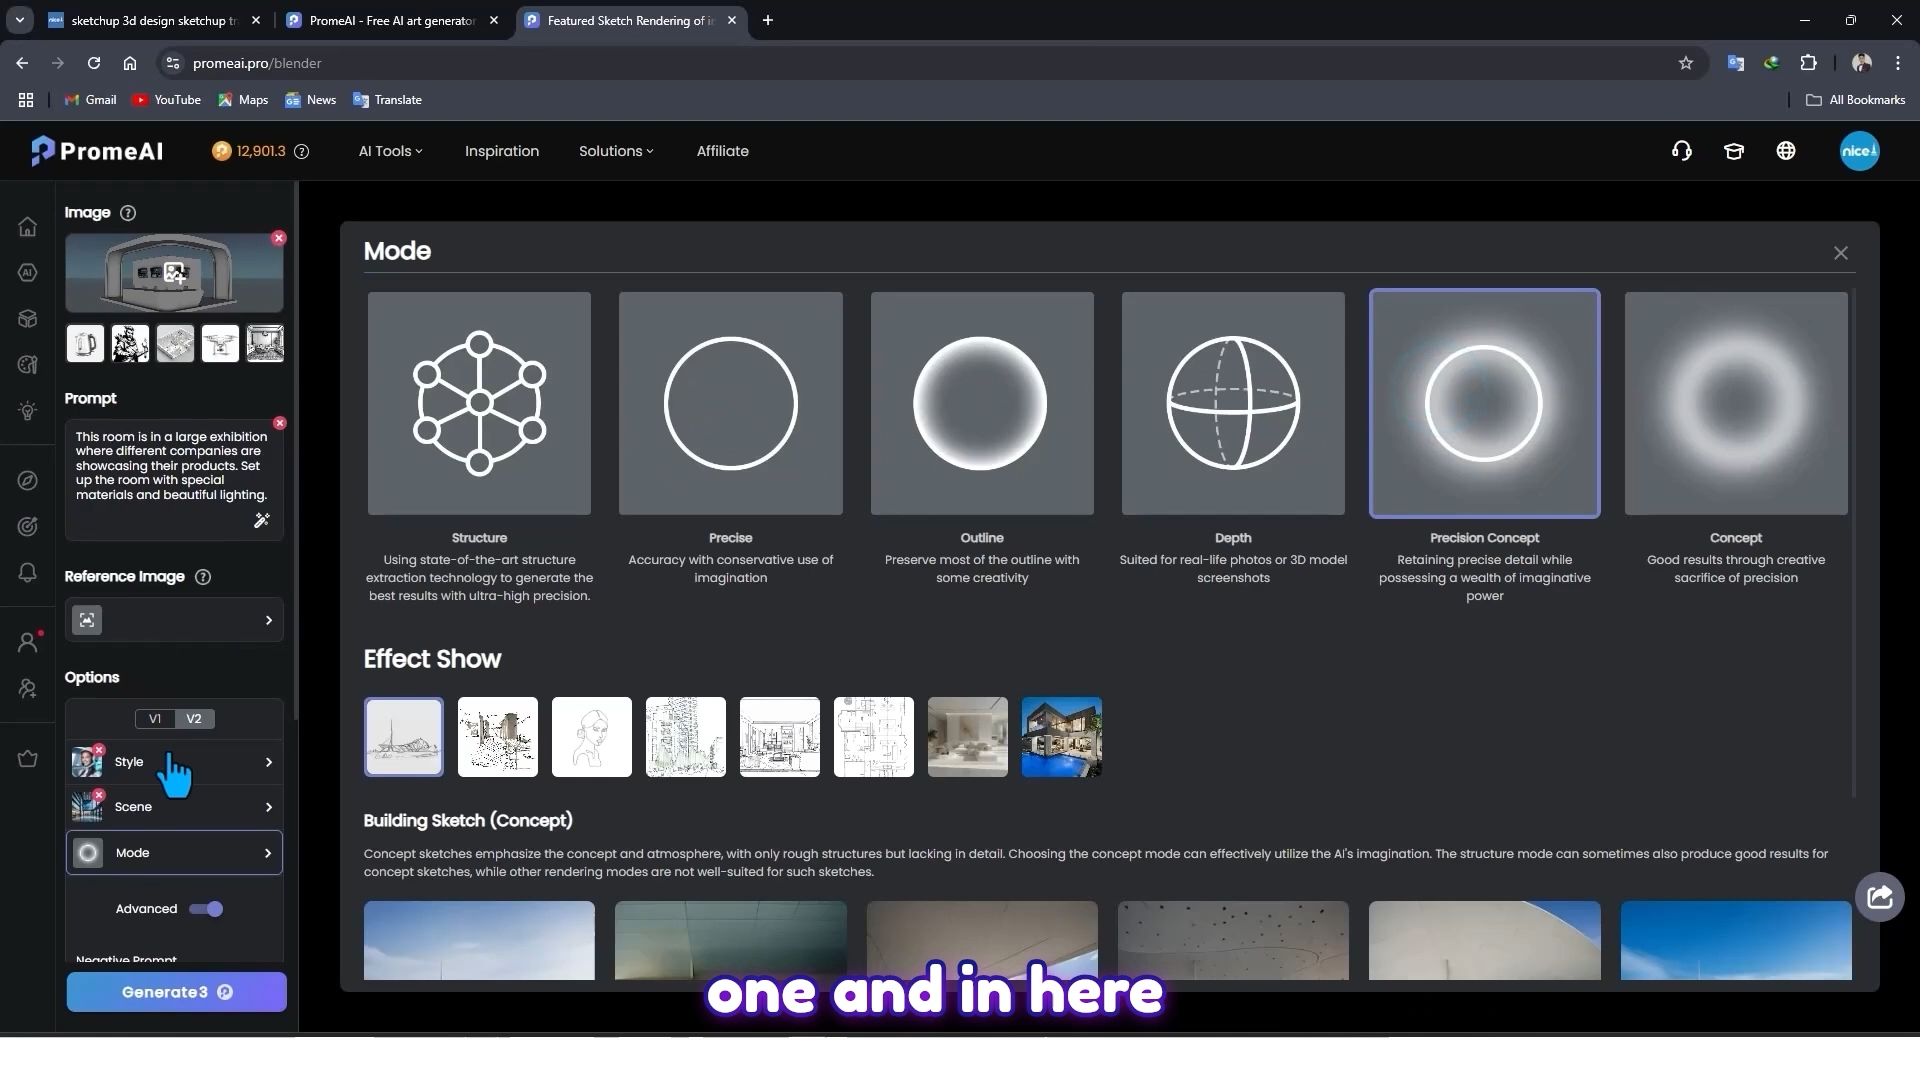 sketchup 3d design sketchup tr
PromeAI - Free AI art generator
Featured Sketch Rendering of i
promeai.pro/blender
Gmail
YouTube
Maps
News
Translate
All Bookmarks
PromeAI
12,901.3
AI Tools
Inspiration
Solutions
Affiliate
nice
Image
Prompt
This room is in a large exhibition
where different companies are
showcasing their products. Set
up the room with special
materials and beautiful lighting.
Reference Image
Options
V1
V2
Style
Scene
Mode
Advanced
Negative Prompt
Generate3
Mode
Structure
Using state-of-the-art structure
extraction technology to generate the
best results with ultra-high precision.
Precise
Accuracy with conservative use of
imagination
Outline
Preserve most of the outline with
some creativity
Depth
Suited for real-life photos or 3D model
screenshots
Precision Concept
Retaining precise detail while
possessing a wealth of imaginative
power
Concept
Good results through creative
sacrifice of precision
Effect Show
Building Sketch (Concept)
Concept sketches emphasize the concept and atmosphere, with only rough structures but lacking in detail. Choosing the concept mode can effectively utilize the AI's imagination. The structure mode can sometimes also produce good results for
concept sketches, while other rendering modes are not well-suited for such sketches.
one and in here